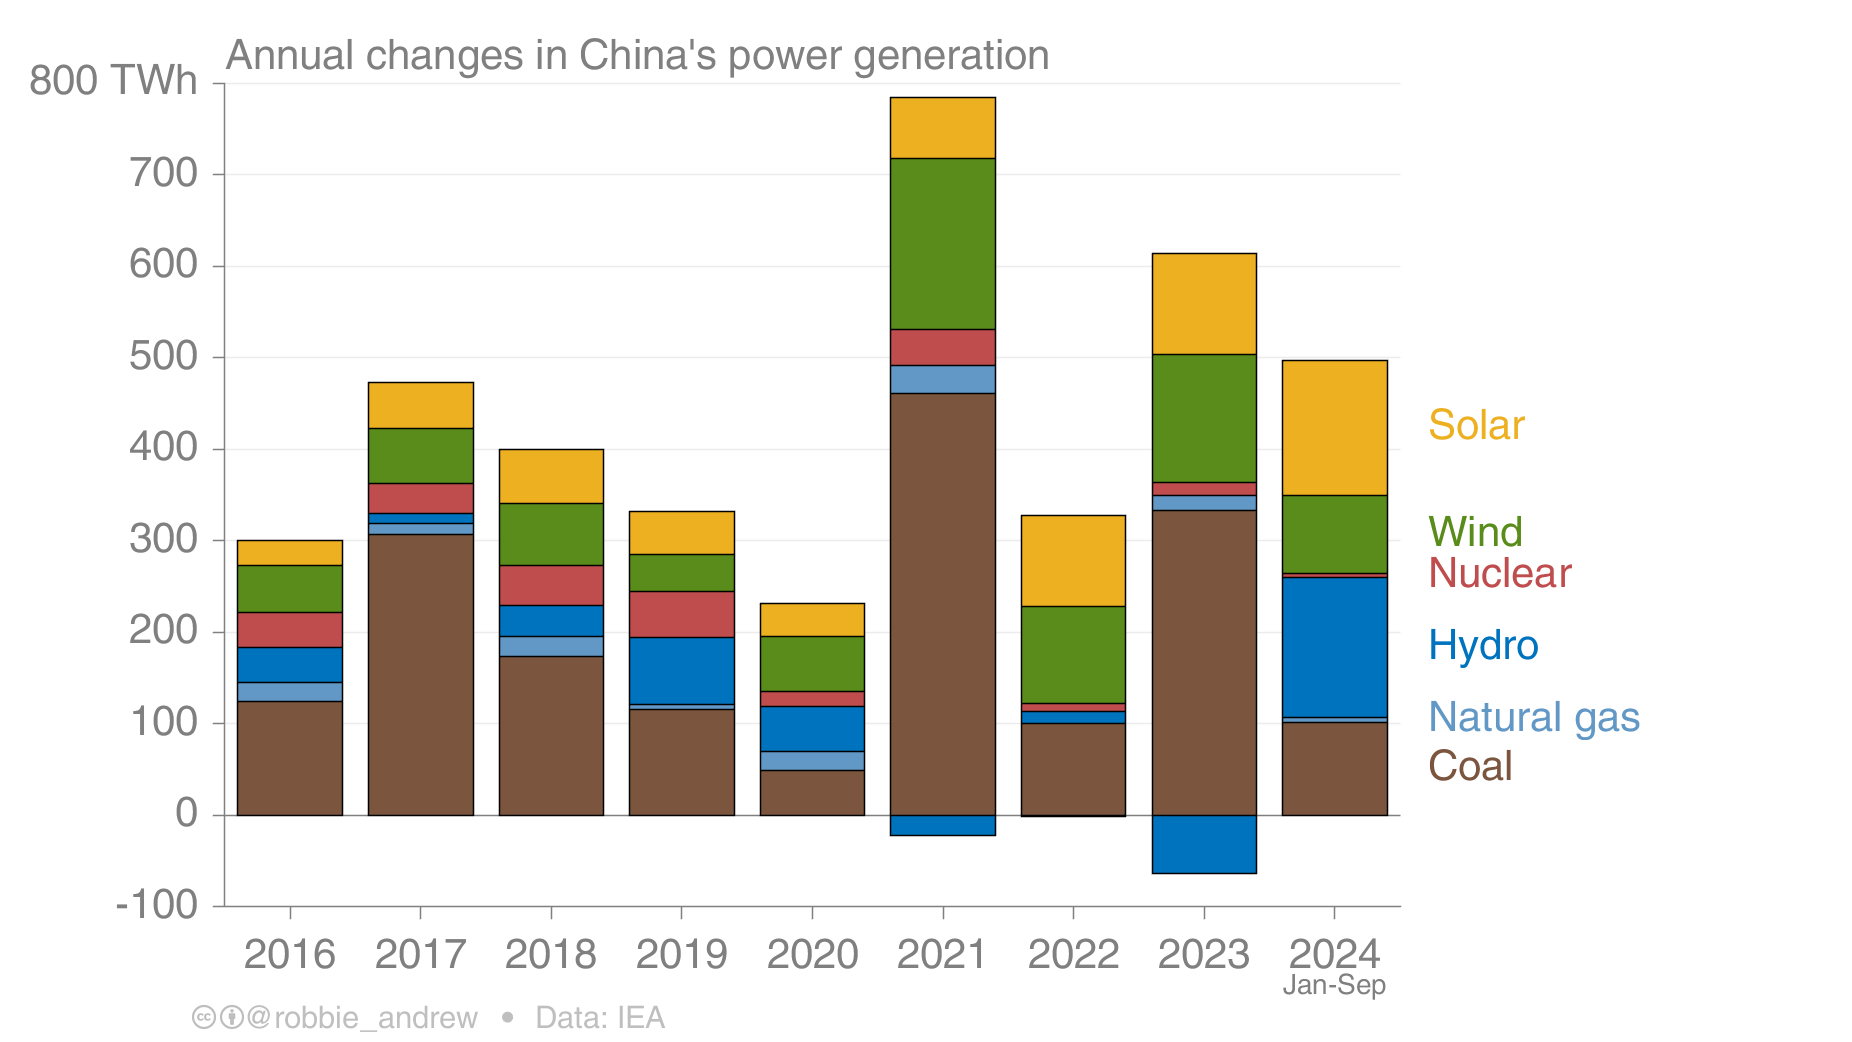 Annual changes in China's power generation
800 TWh
700
600
500
400
300
200
100
0
-100
Solar
Wind
Nuclear
Hydro
Natural gas
Coal
2016 2017 2018 2019 2020 2021 2022 2023 2024
Jan-Sep
@robbie_andrew • Data: IEA